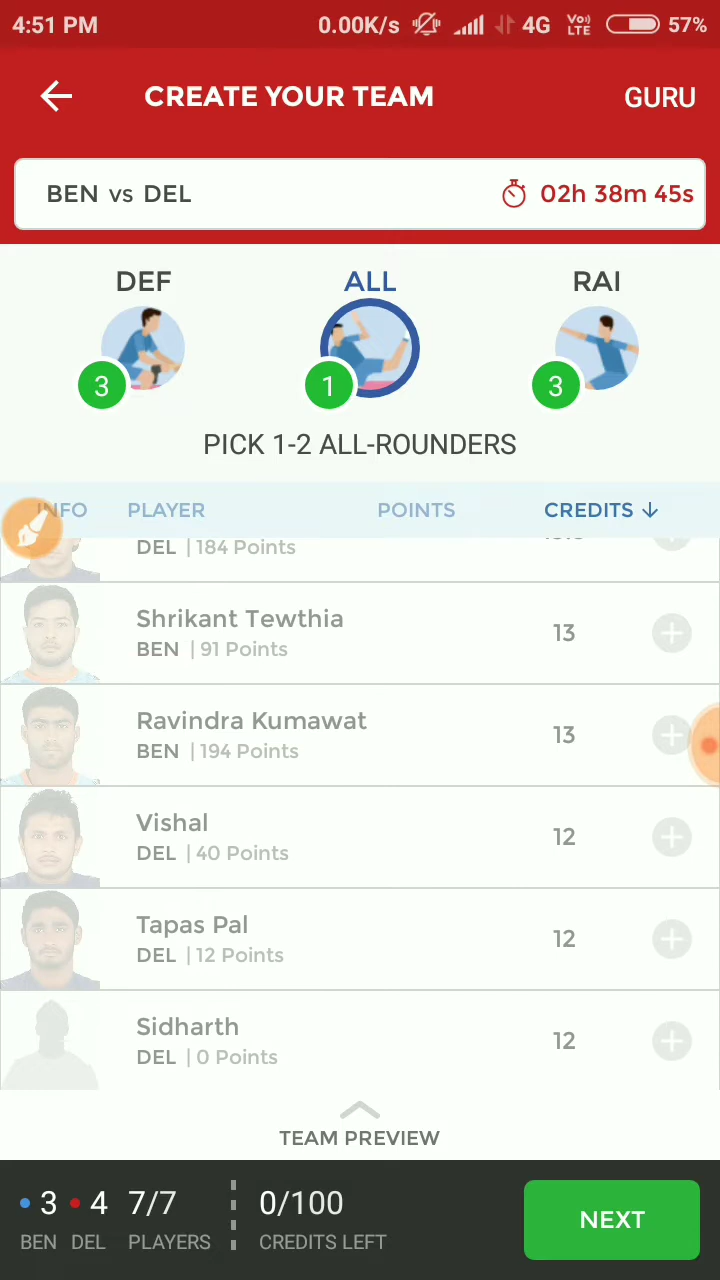 4:51 PM 0.00K/s 4G Vo)) LTE 57%
CREATE YOUR TEAM GURU
BEN vs DEL 02h 38m 45s
DEF ALL RAI
3 1 3
PICK 1-2 ALL-ROUNDERS
INFO PLAYER POINTS CREDITS
DEL | 184 Points
Shrikant Tewthia
BEN | 91 Points
13
Ravindra Kumawat
BEN | 194 Points
13
Vishal
DEL | 40 Points
12
Tapas Pal
DEL | 12 Points
12
Sidharth
DEL | 0 Points
12
TEAM PREVIEW
3 4 7/7 0/100
BEN DEL PLAYERS CREDITS LEFT
NEXT